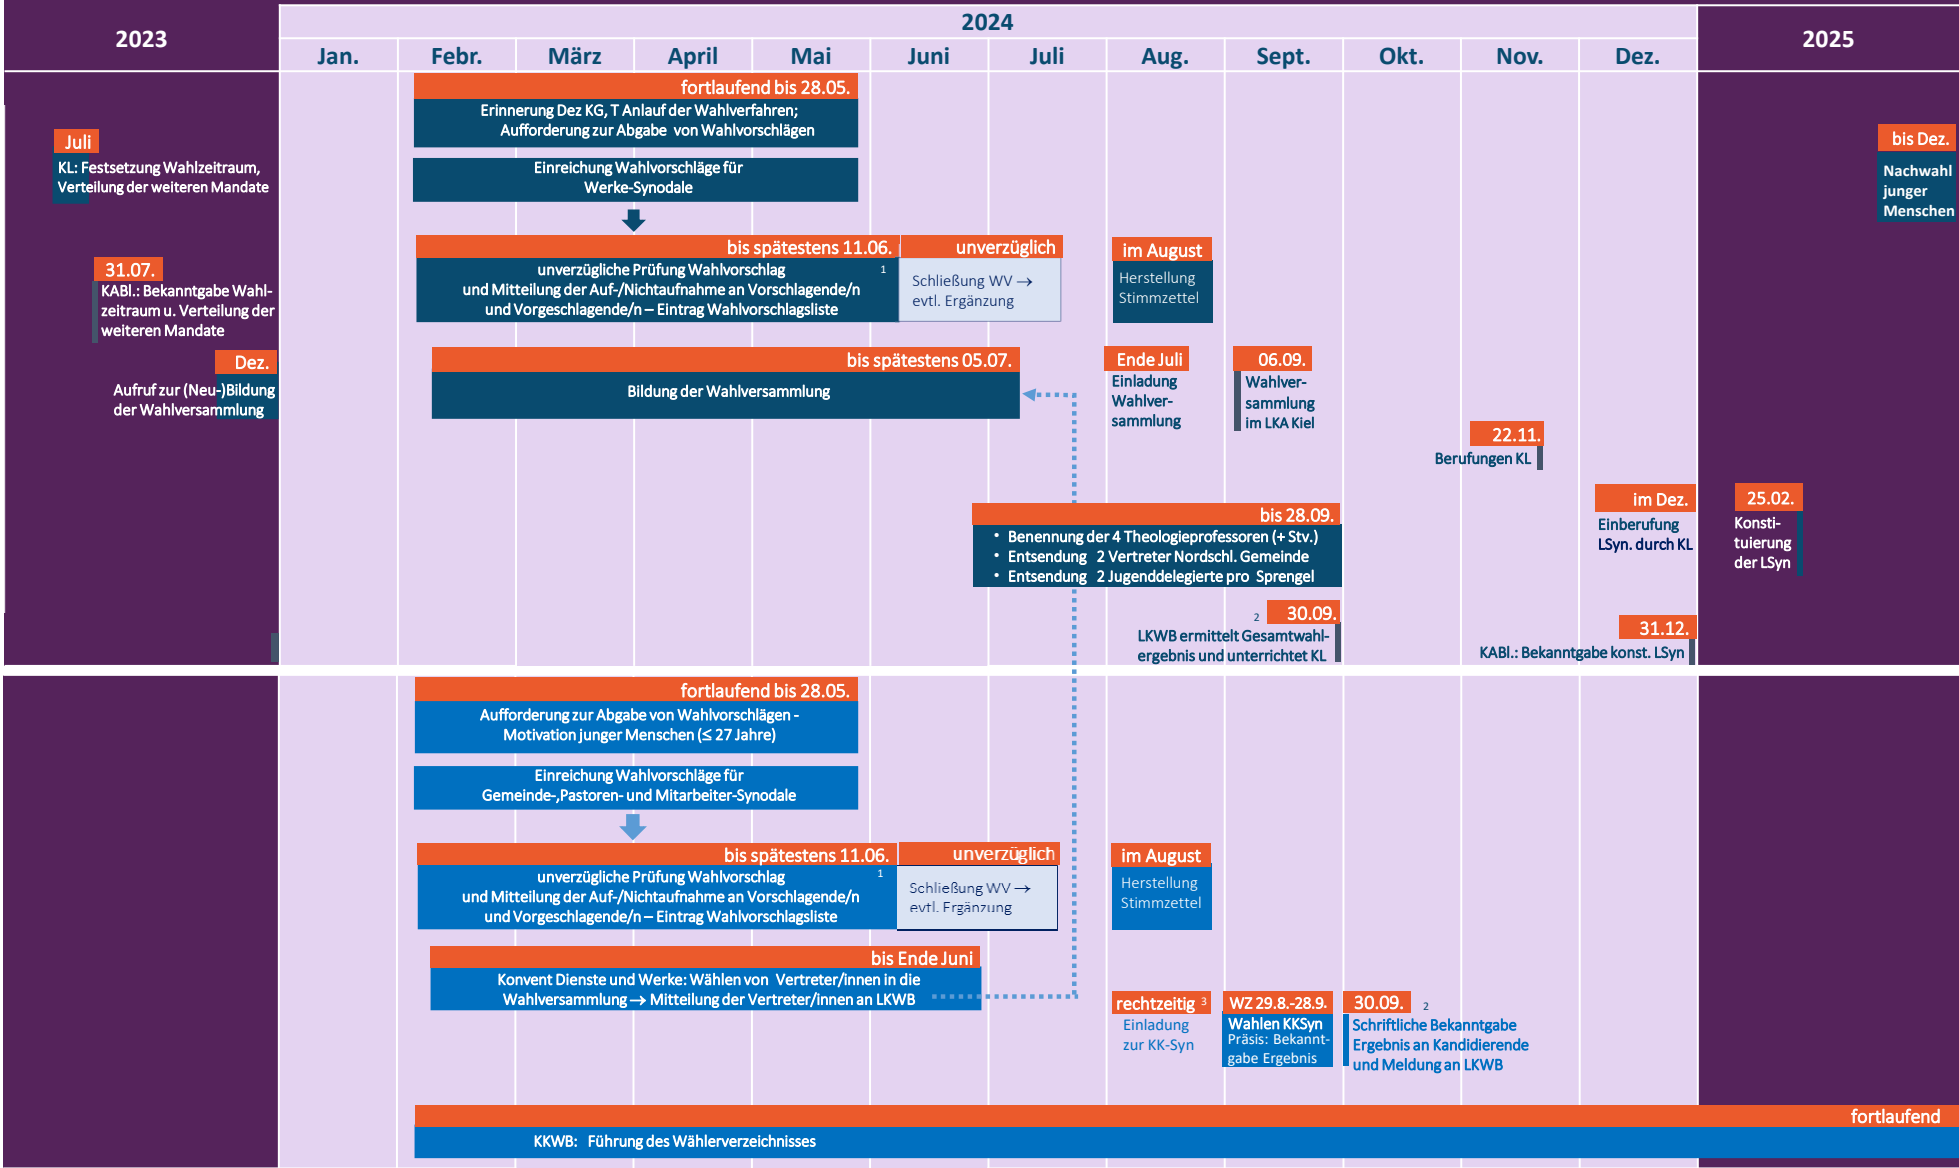 2023
2024
2025
Jan.
Febr.
März
April
Mai
Juni
Juli
Aug.
Sept.
Okt.
Nov.
Dez.
fortlaufend bis 28.05.
Erinnerung Dez KG, T Anlauf der Wahlverfahren;
Aufforderung zur Abgabe von Wahlvorschlägen
Juli
KL: Festsetzung Wahlzeitraum,
Verteilung der weiteren Mandate
bis Dez.
Nachwahl
junger
Menschen
Einreichung Wahlvorschläge für
Werke-Synodale
bis spätestens 11.06.
unverzügliche Prüfung Wahlvorschlag 1
und Mitteilung der Auf-/Nichtaufnahme an Vorschlagende/n
und Vorgeschlagende/n – Eintrag Wahlvorschlagsliste
unverzüglich
Schließung WV →
evtl. Ergänzung
im August
Herstellung
Stimmzettel
31.07.
KABl.: Bekanntgabe Wahl-
zeitraum u. Verteilung der
weiteren Mandate
Dez.
Aufruf zur (Neu-)Bildung
der Wahlversammlung
bis spätestens 05.07.
Bildung der Wahlversammlung
Ende Juli
Einladung
Wahlver-
sammlung
06.09.
Wahlver-
sammlung
im LKA Kiel
22.11.
Berufungen KL
bis 28.09.
• Benennung der 4 Theologieprofessoren (+ Stv.)
• Entsendung 2 Vertreter Nordschl. Gemeinde
• Entsendung 2 Jugenddelegierte pro Sprengel
im Dez.
Einberufung
LSyn. durch KL
25.02.
Konsti-
tuierung
der LSyn
2 30.09.
LKWB ermittelt Gesamtwahl-
ergebnis und unterrichtet KL
31.12.
KABl.: Bekanntgabe konst. LSyn
fortlaufend bis 28.05.
Aufforderung zur Abgabe von Wahlvorschlägen -
Motivation junger Menschen (≤ 27 Jahre)
Einreichung Wahlvorschläge für
Gemeinde-,Pastoren- und Mitarbeiter-Synodale
bis spätestens 11.06.
unverzügliche Prüfung Wahlvorschlag 1
und Mitteilung der Auf-/Nichtaufnahme an Vorschlagende/n
und Vorgeschlagende/n – Eintrag Wahlvorschlagsliste
unverzüglich
Schließung WV →
evtl. Ergänzung
im August
Herstellung
Stimmzettel
bis Ende Juni
Konvent Dienste und Werke: Wählen von Vertreter/innen in die
Wahlversammlung → Mitteilung der Vertreter/innen an LKWB
rechtzeitig 3
Einladung
zur KK-Syn
WZ 29.8.-28.9.
Wahlen KKSyn
Präsis: Bekannt-
gabe Ergebnis
30.09. 2
Schriftliche Bekanntgabe
Ergebnis an Kandidierende
und Meldung an LKWB
fortlaufend
KKWB: Führung des Wählerverzeichnisses